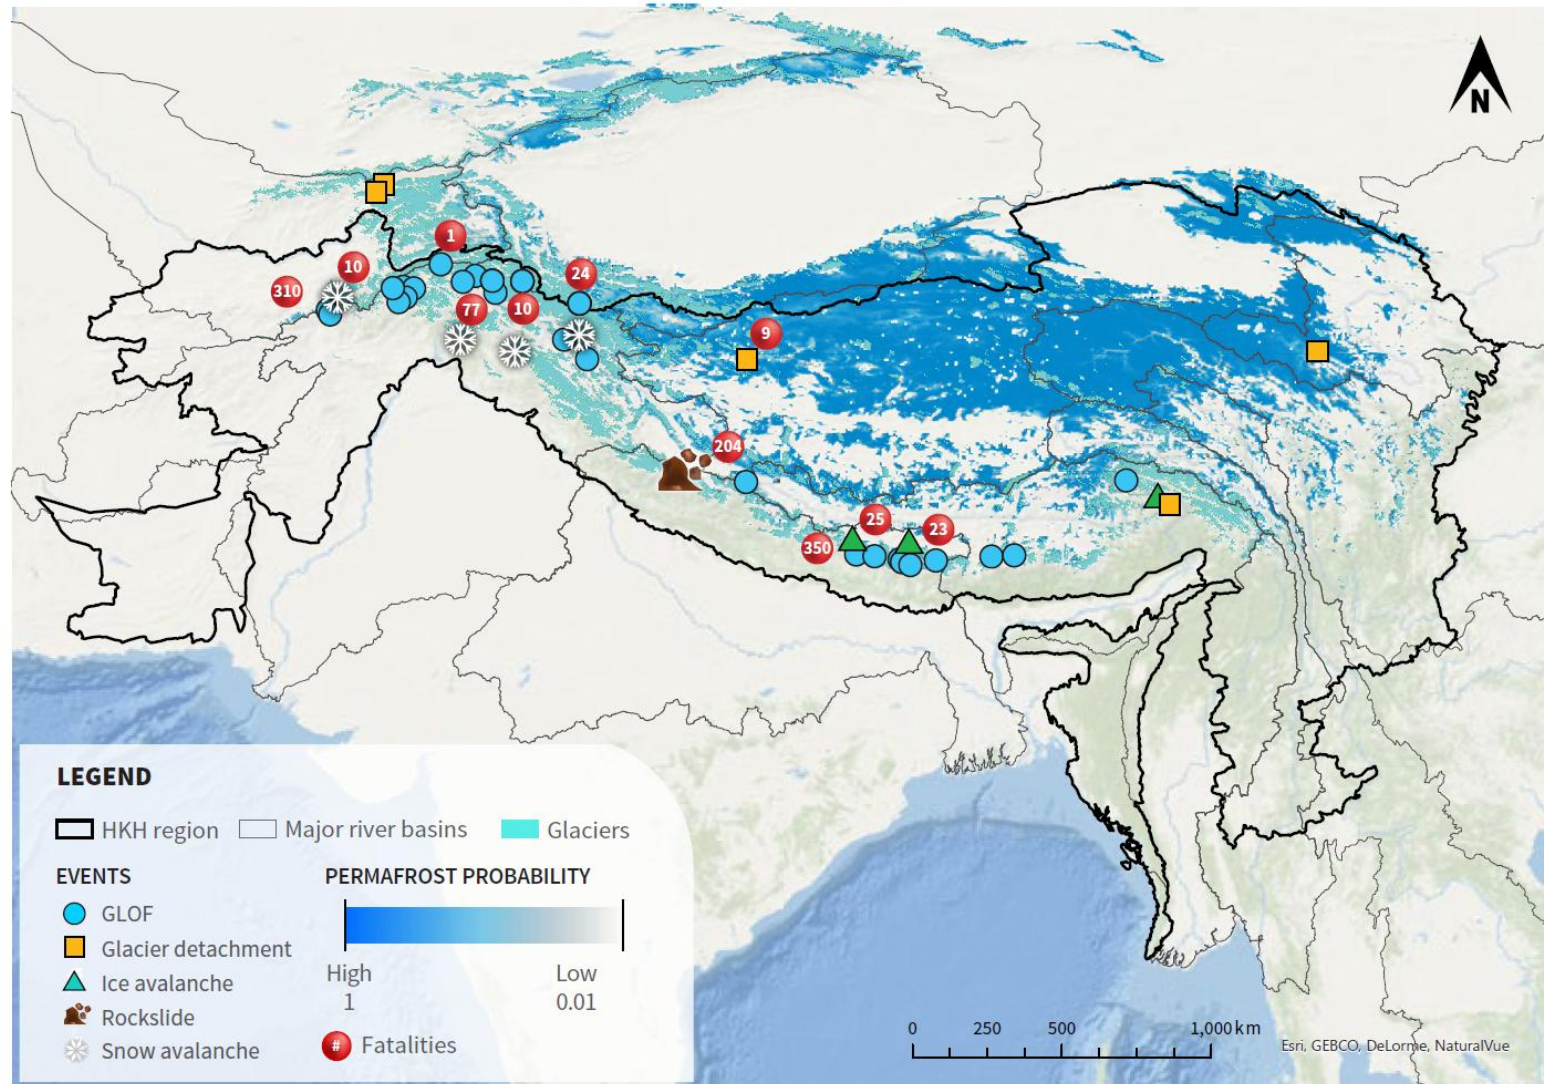 N
1
10
310
24
77
10
9
204
25
23
350
LEGEND
HKH region
Major river basins
Glaciers
EVENTS
PERMAFROST PROBABILITY
GLOF
Glacier detachment
Ice avalanche
High
Low
1
0.01
Rockslide
Snow avalanche
# Fatalities
0 250 500 1,000 km
Esri, GEBCO, DeLorme, NaturalVue